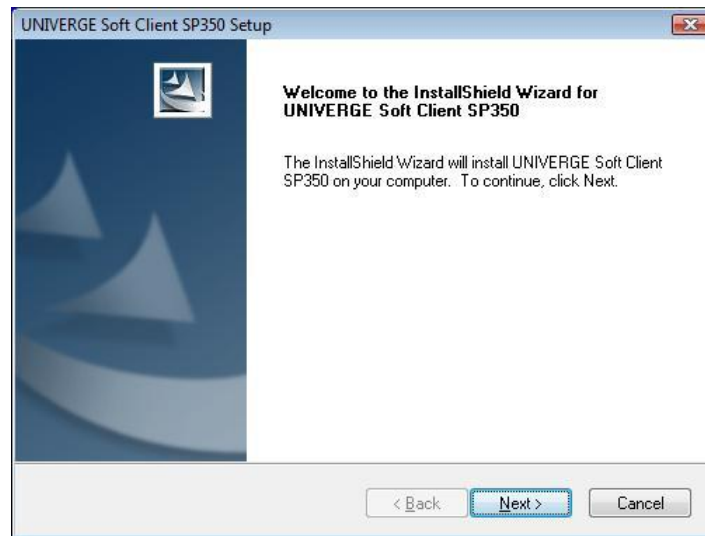 UNIVERGE Soft Client SP350 Setup
Welcome to the InstallShield Wizard for
UNIVERGE Soft Client SP350
The InstallShield Wizard will install UNIVERGE Soft Client
SP350 on your computer.  To continue, click Next.
< Back Next > Cancel